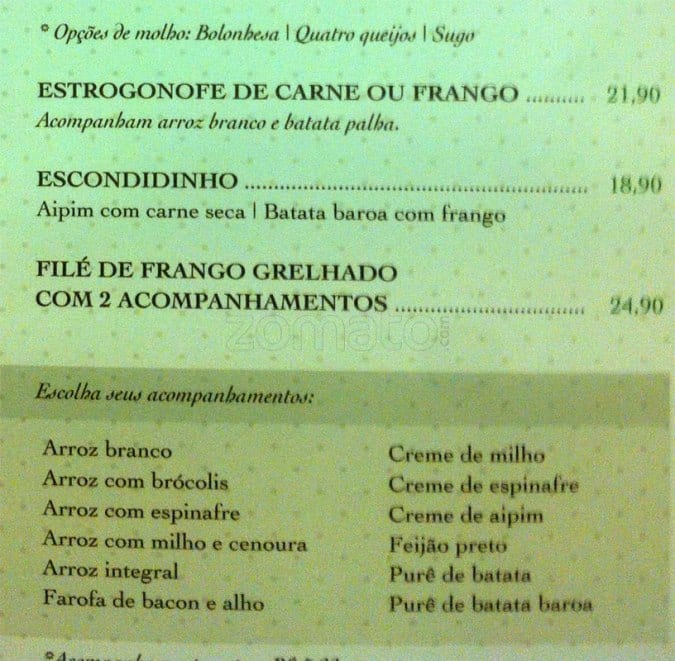 * Opções de molho: Bolonhesa | Quatro queijos | Sugo
ESTROGONOFE DE CARNE OU FRANGO .......... 21,90
Acompanham arroz branco e batata palha.
ESCONDIDINHO .......................................................... 18,90
Aipim com carne seca | Batata baroa com frango
FILÉ DE FRANGO GRELHADO
COM 2 ACOMPANHAMENTOS ................................ 24,90
zomato.com
Escolha seus acompanhamentos:
Arroz branco
Arroz com brócolis
Arroz com espinafre
Arroz com milho e cenoura
Arroz integral
Farofa de bacon e alho
Creme de milho
Creme de espinafre
Creme de aipim
Feijão preto
Purê de batata
Purê de batata baroa